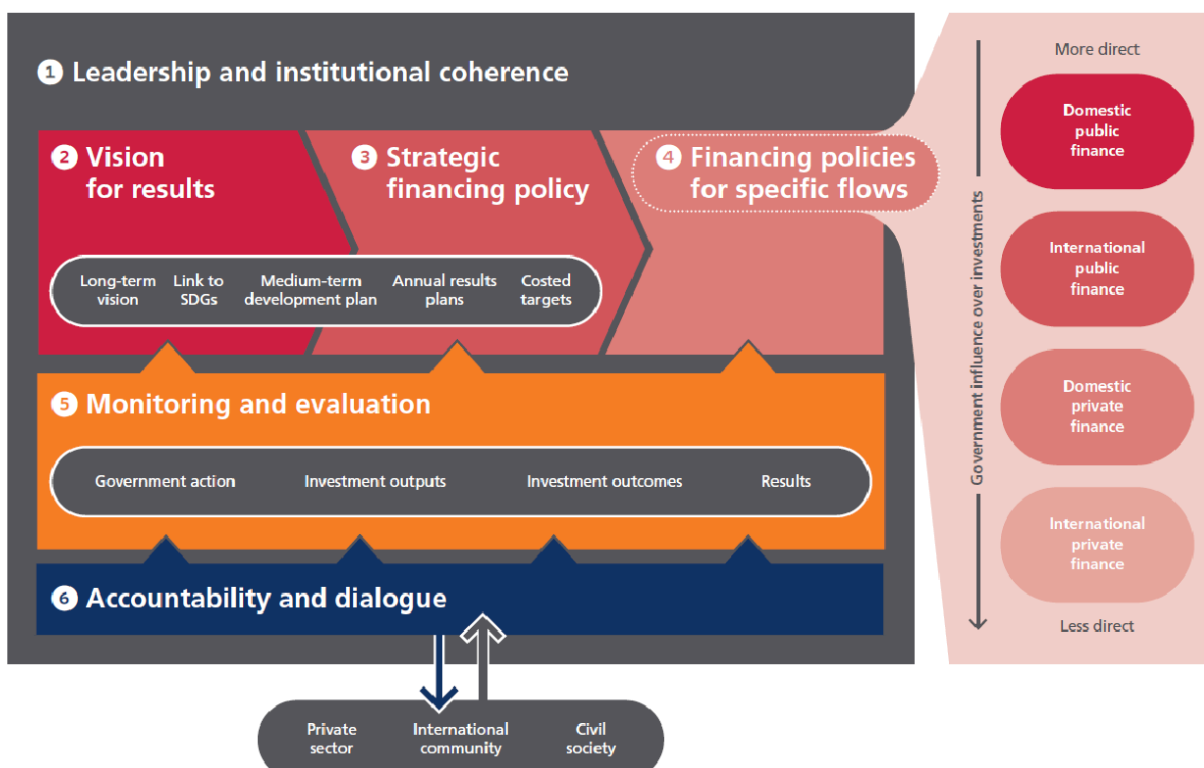 1 Leadership and institutional coherence
2 Vision
for results
3 Strategic
financing policy
4 Financing policies
for specific flows
Long-term
vision
Link to
SDGs
Medium-term
development plan
Annual results
plans
Costed
targets
5 Monitoring and evaluation
Government action
Investment outputs
Investment outcomes
Results
6 Accountability and dialogue
Private
sector
International
community
Civil
society
More direct
Government influence over investments
Domestic
public
finance
International
public
finance
Domestic
private
finance
International
private
finance
Less direct